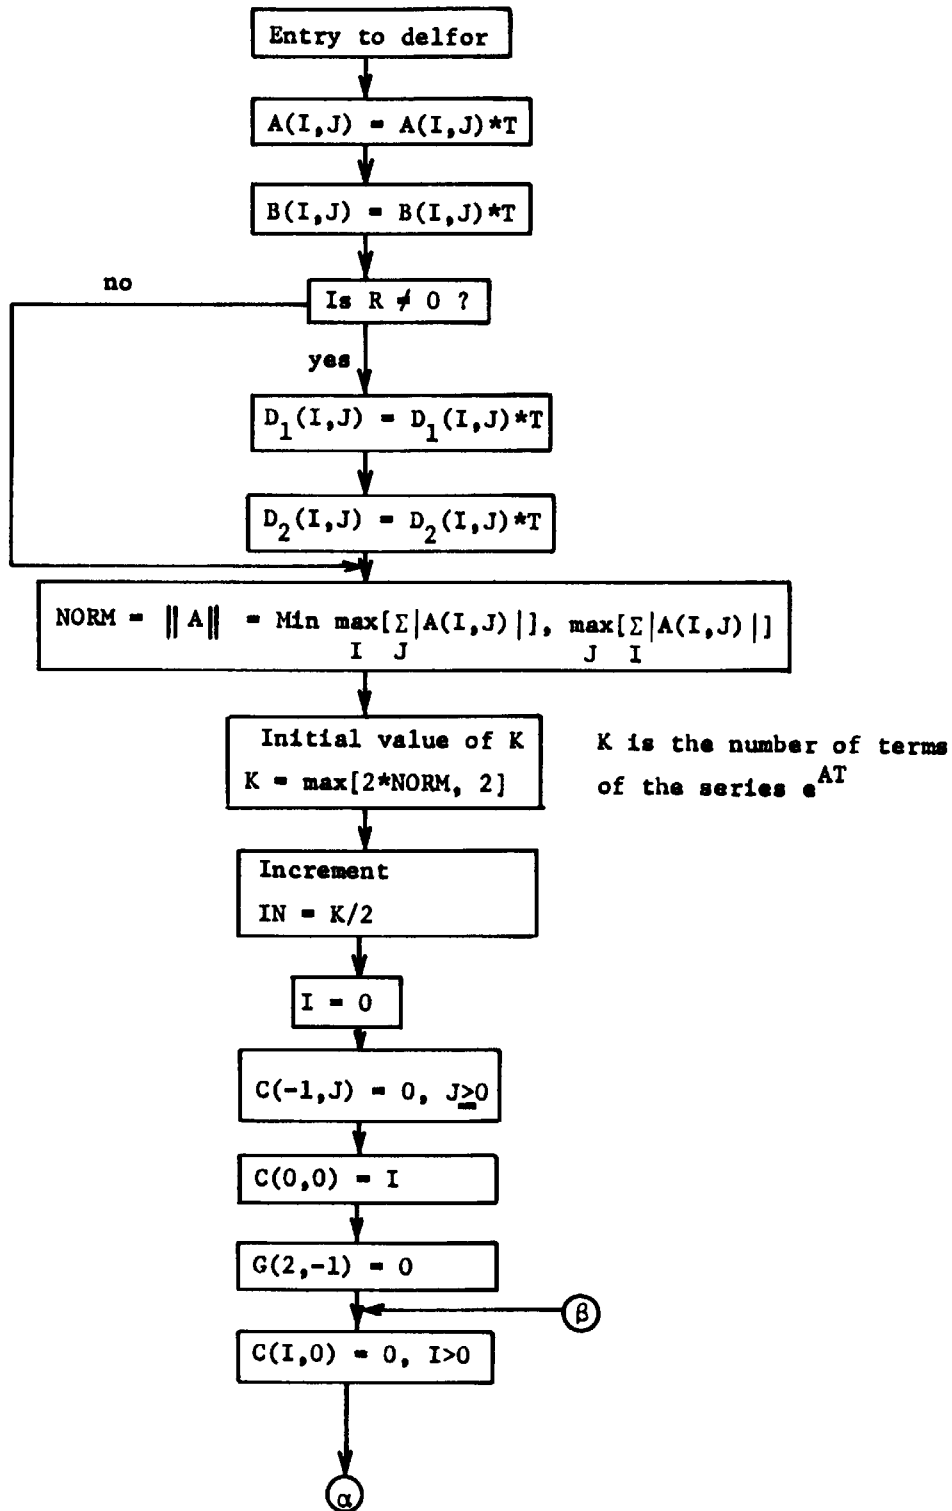 Entry to delfor
A(I,J) = A(I,J)*T
B(I,J) = B(I,J)*T
no
Is R ≠ 0 ?
yes
D₁(I,J) = D₁(I,J)*T
D₂(I,J) = D₂(I,J)*T
NORM = ‖A‖ = Min max[Σ|A(I,J)|], max[Σ|A(I,J)|]
I J J I
Initial value of K
K = max[2*NORM, 2]
K is the number of terms
of the series e^AT
Increment
IN = K/2
I = 0
C(-1,J) = 0, J≥0
C(0,0) = I
G(2,-1) = 0
β
C(I,0) = 0, I>0
α